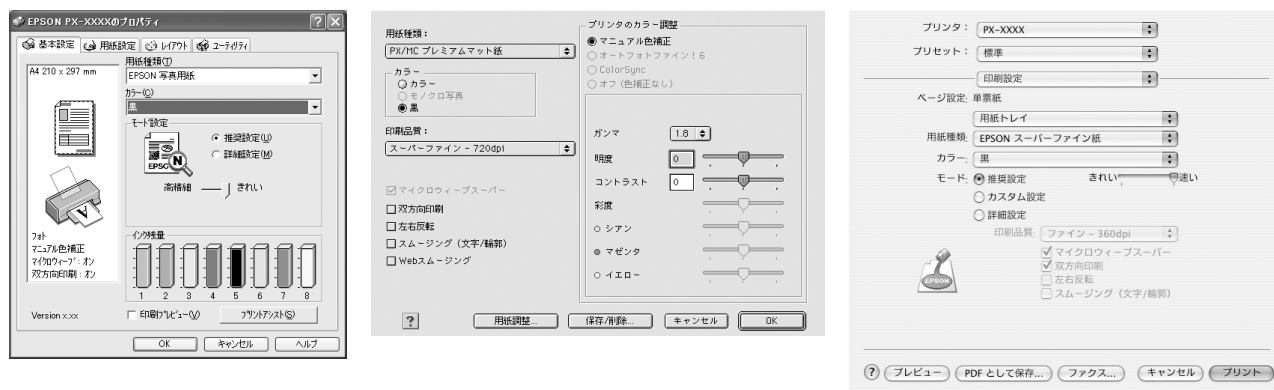 EPSON PX-XXXXのプロパティ
基本設定 用紙設定 レイアウト ユーティリティ
A4 210 x 297 mm
用紙種類(T)
EPSON 写真用紙
カラー(C)
黒
モード設定
推奨設定(U)
詳細設定(M)
EPSON
高精細 きれい
フォト
マニュアル色補正
マイクロウィーブ: オン
双方向印刷: オン
インク残量
1 2 3 4 5 6 7 8
Version x.xx
印刷プレビュー(V)
プリントアシスト(S)
OK キャンセル ヘルプ
用紙種類：
PX/MC プレミアムマット紙
カラー
カラー
モノクロ写真
黒
印刷品質：
スーパーファイン - 720dpi
マイクロウィーブスーパー
双方向印刷
左右反転
スムージング（文字/輪郭）
Webスムージング
プリンタのカラー調整
マニュアル色補正
オートフォトファイン！6
ColorSync
オフ（色補正なし）
ガンマ 1.8
明度 0
コントラスト 0
彩度
シアン
マゼンタ
イエロー
? 用紙調整... 保存/削除... キャンセル OK
プリンタ： PX-XXXX
プリセット： 標準
印刷設定
ページ設定: 単票紙
用紙トレイ
用紙種類: EPSON スーパーファイン紙
カラー: 黒
モード: 推奨設定 きれい 速い
カスタム設定
詳細設定
印刷品質: ファイン - 360dpi
マイクロウィーブスーパー
双方向印刷
左右反転
スムージング（文字/輪郭）
EPSON
? プレビュー PDF として保存... ファクス... キャンセル プリント